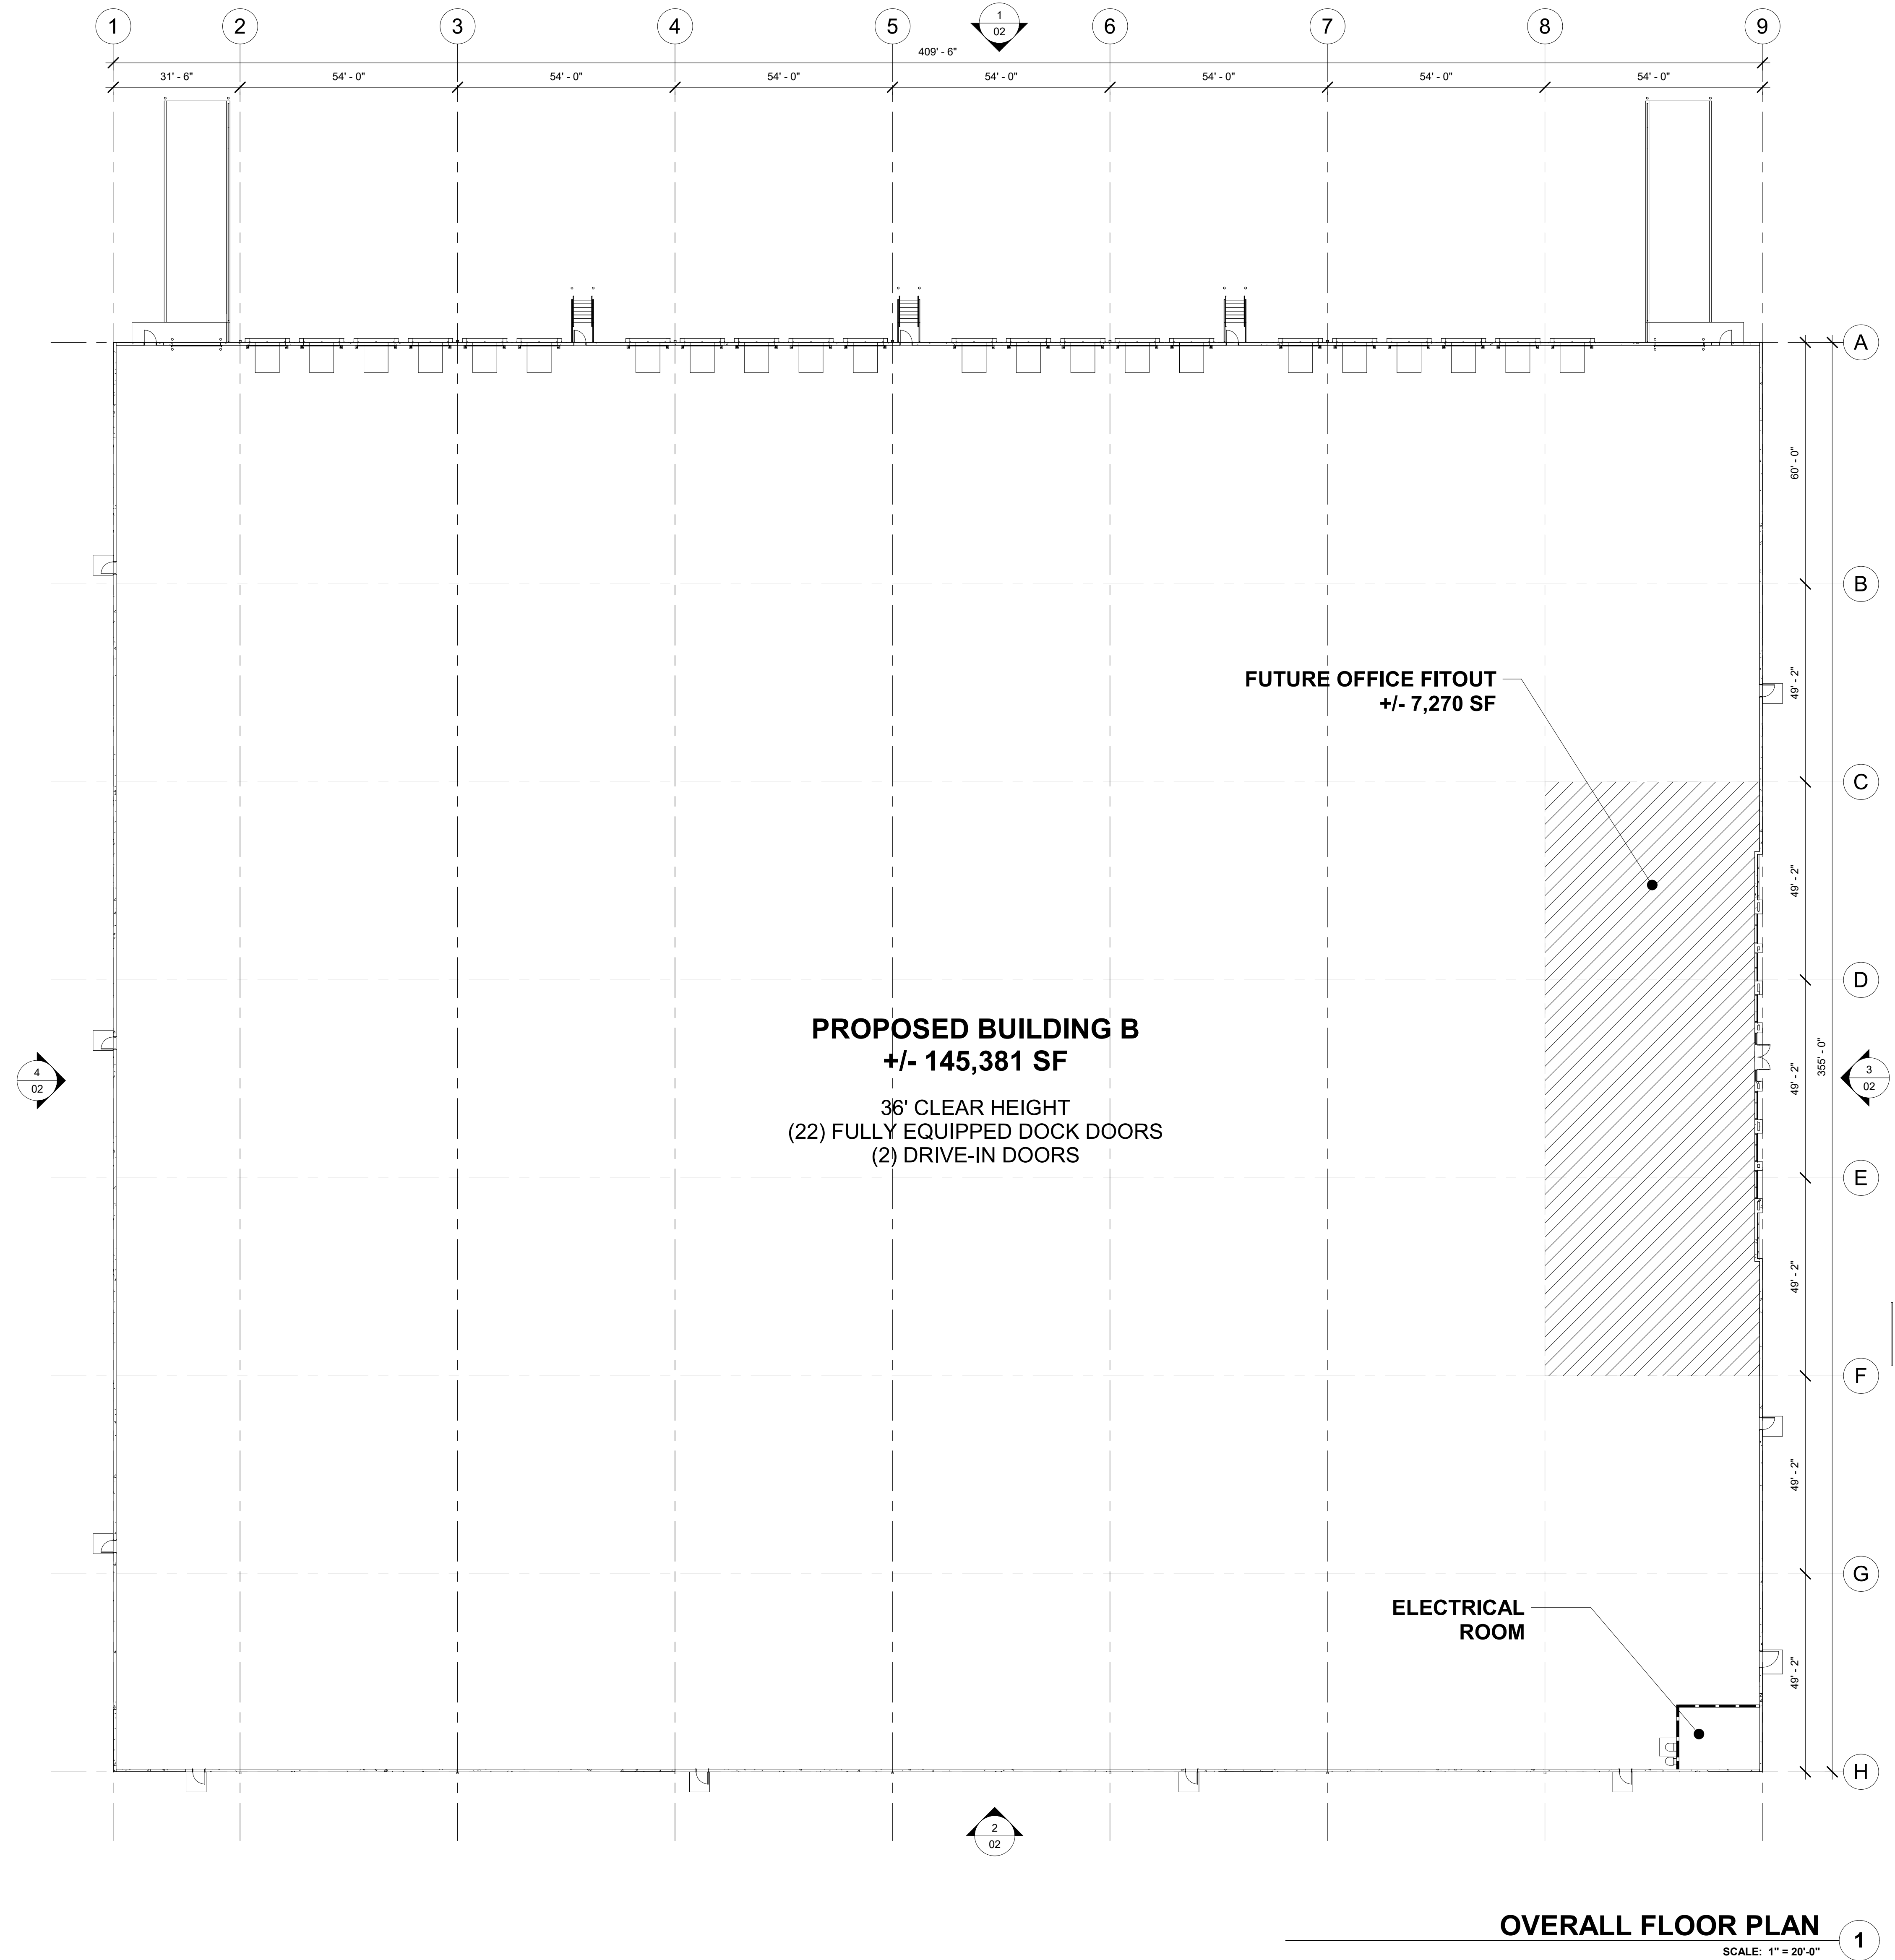 1
2
3
4
5
6
7
8
9
1
02
409' - 6"
31' - 6"
54' - 0"
54' - 0"
54' - 0"
54' - 0"
54' - 0"
54' - 0"
54' - 0"
A
60' - 0"
B
49' - 2"
FUTURE OFFICE FITOUT
+/- 7,270 SF
C
49' - 2"
D
PROPOSED BUILDING B
+/- 145,381 SF
36' CLEAR HEIGHT
(22) FULLY EQUIPPED DOCK DOORS
(2) DRIVE-IN DOORS
4
02
49' - 2"
355' - 0"
3
02
E
49' - 2"
F
49' - 2"
G
ELECTRICAL
ROOM
49' - 2"
H
2
02
OVERALL FLOOR PLAN
SCALE: 1" = 20'-0"
1